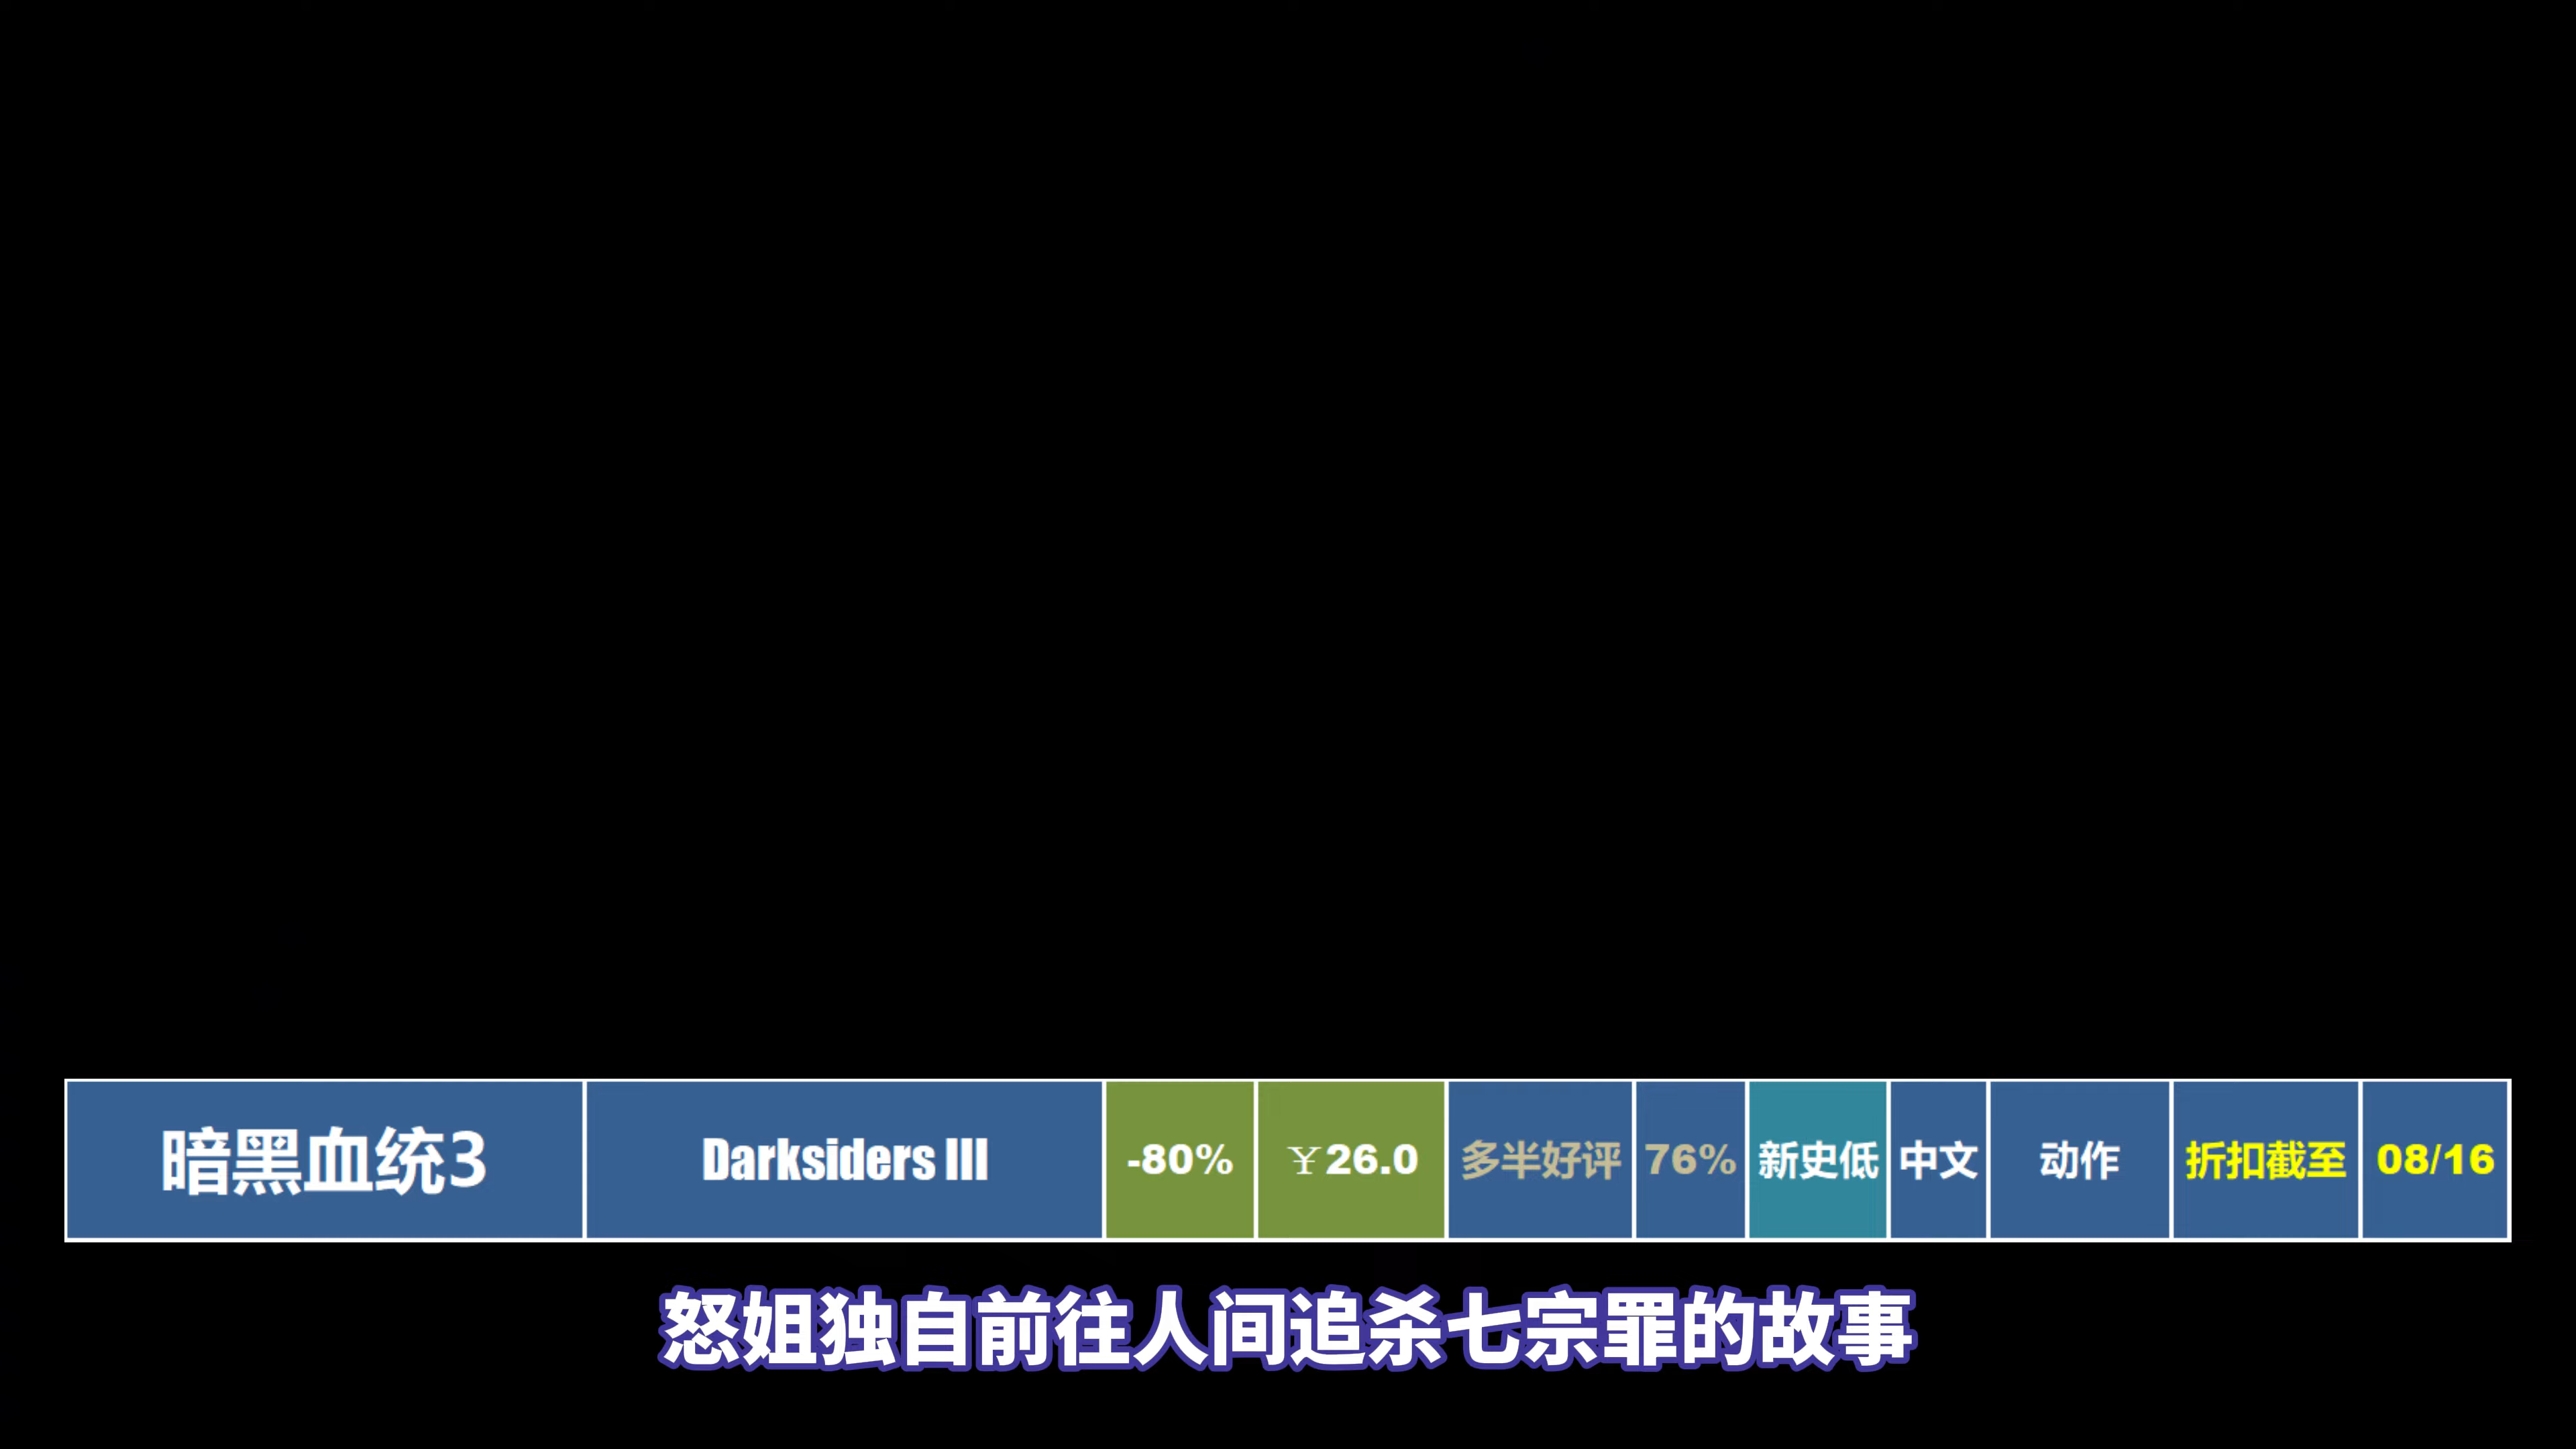 暗黑血统3 Darksiders III -80% ¥26.0 多半好评 76% 新史低 中文 动作 折扣截至 08/16
怒姐独自前往人间追杀七宗罪的故事